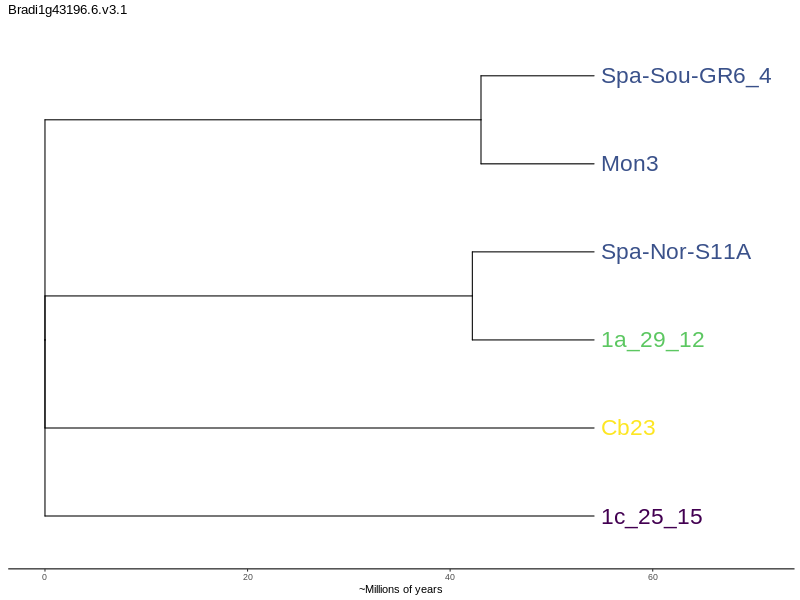 Bradi1g43196.6.v3.1
Spa-Sou-GR6_4
Mon3
Spa-Nor-S11A
1a_29_12
Cb23
1c_25_15
0 20 40 60
~Millions of years